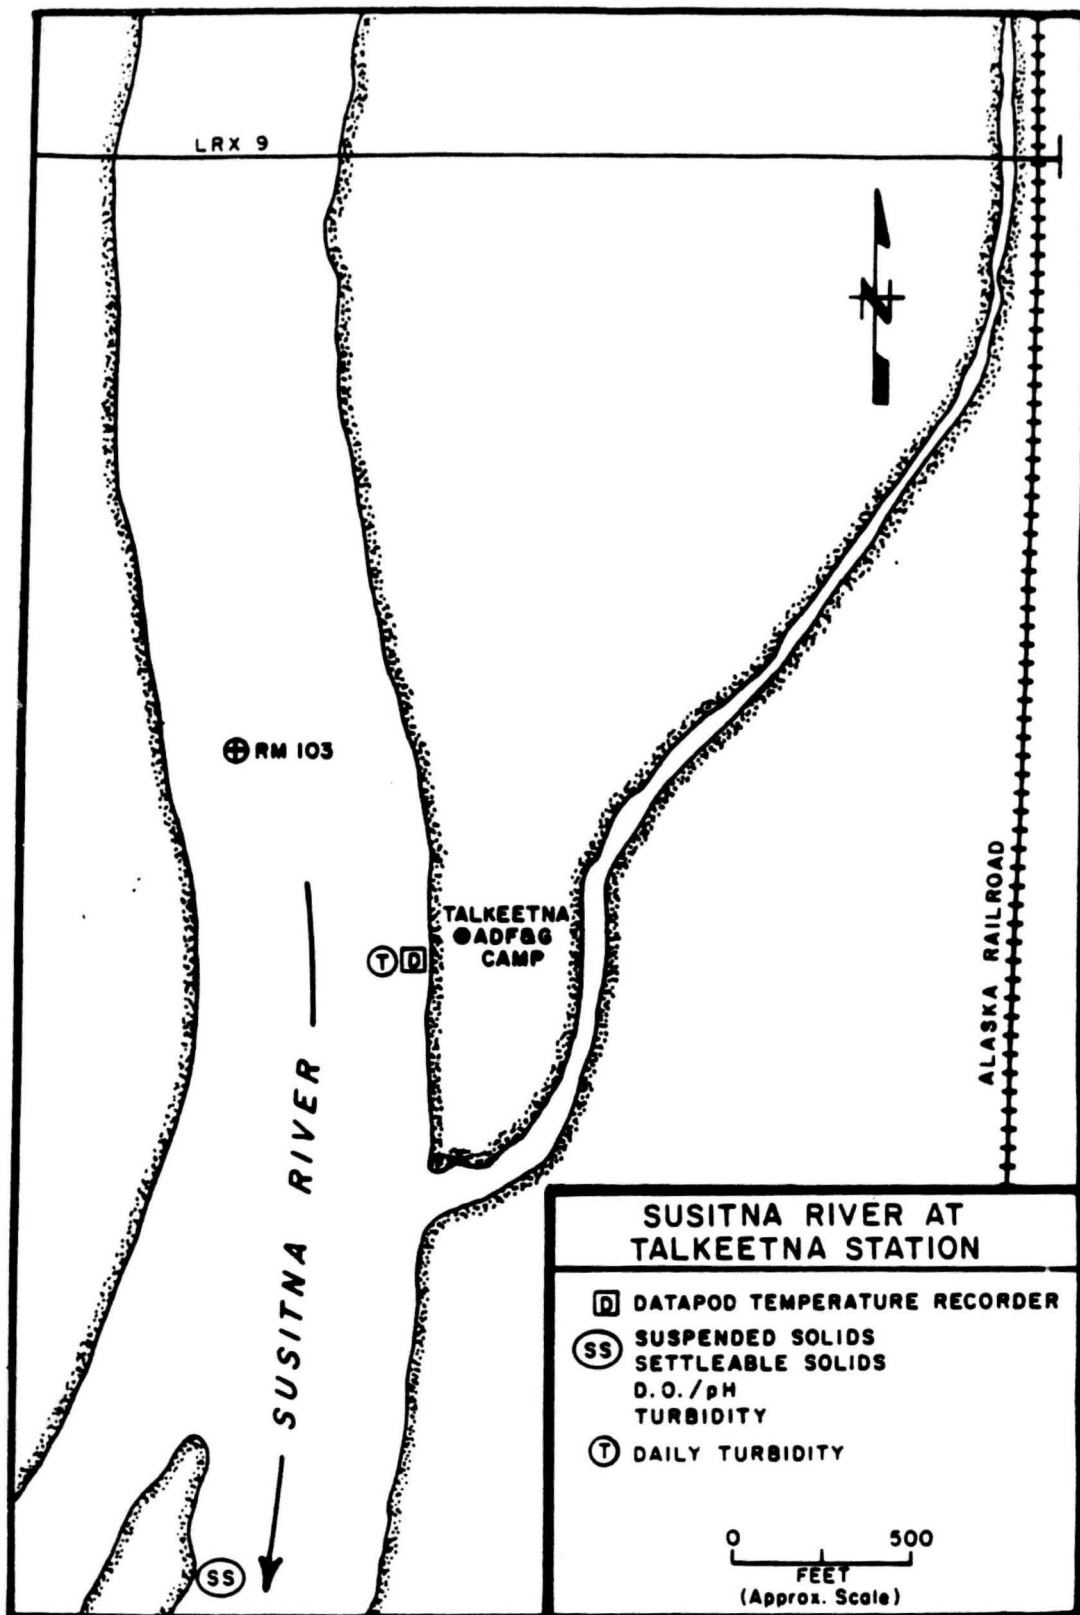 LRX 9
N
RM 103
TALKEETNA
ADF&G
CAMP
T D
ALASKA RAILROAD
SUSITNA RIVER
SS
SUSITNA RIVER AT
TALKEETNA STATION
D DATAPOD TEMPERATURE RECORDER
SS SUSPENDED SOLIDS
SETTLEABLE SOLIDS
D.O./pH
TURBIDITY
T DAILY TURBIDITY
0 500
FEET
(Approx. Scale)